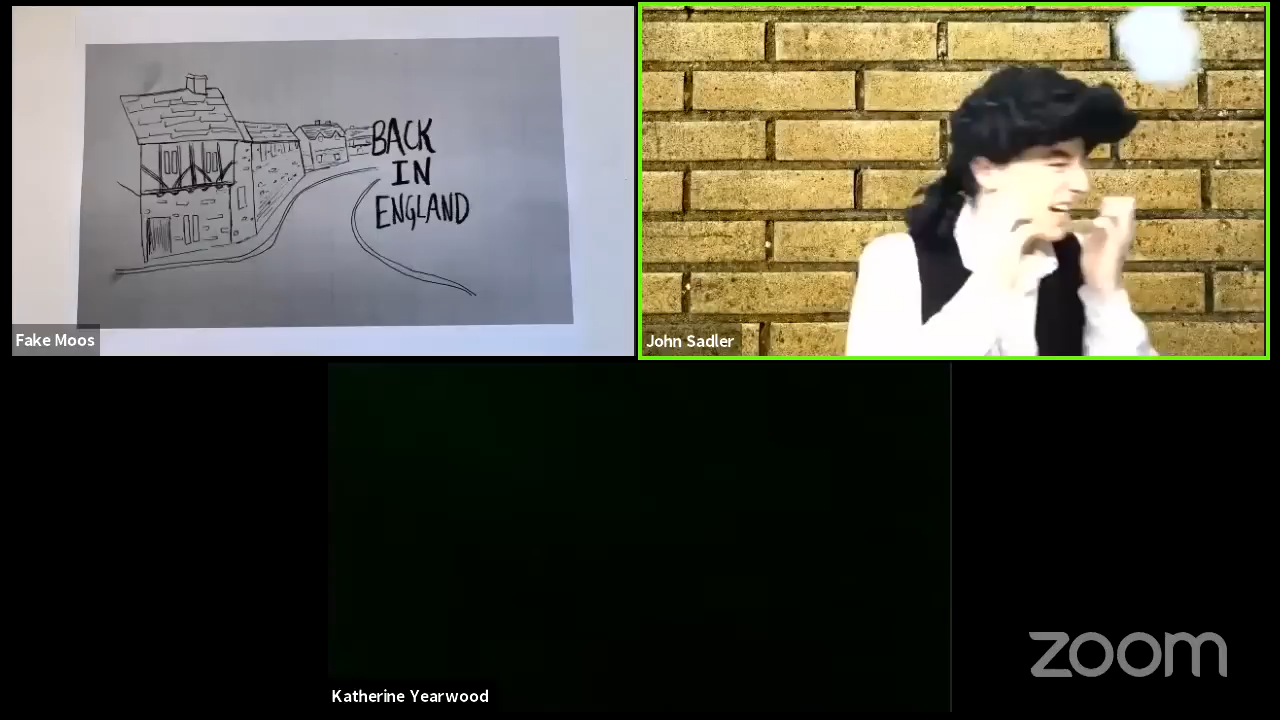 BACK
IN
ENGLAND
Fake Moos
John Sadler
Katherine Yearwood
zoom